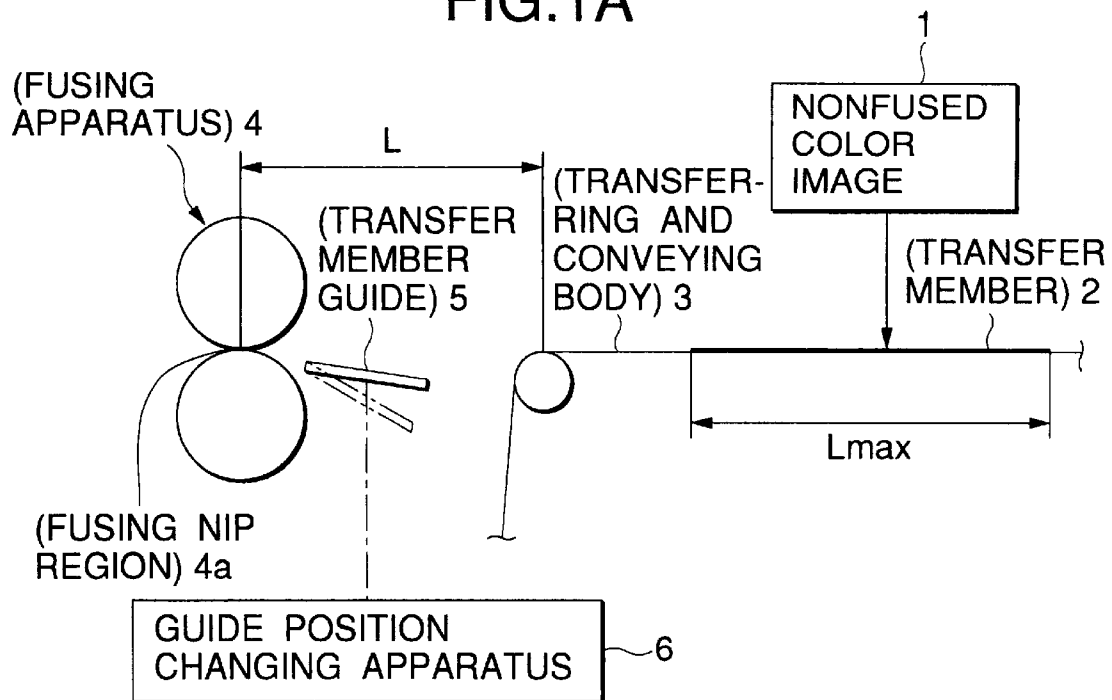 FIG.1A
1
(FUSING
APPARATUS) 4
L
NONFUSED
COLOR
IMAGE
(TRANSFER
MEMBER
GUIDE) 5
(TRANSFER-
RING AND
CONVEYING
BODY) 3
(TRANSFER
MEMBER) 2
Lmax
(FUSING NIP
REGION) 4a
GUIDE POSITION
CHANGING APPARATUS
6